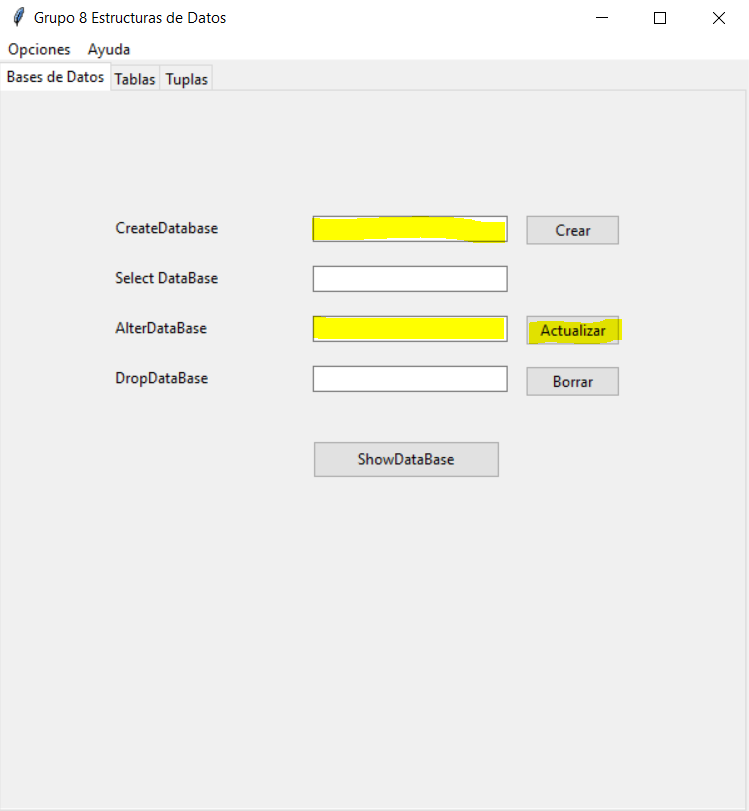 Grupo 8 Estructuras de Datos
Opciones Ayuda
Bases de Datos Tablas Tuplas
CreateDatabase Crear
Select DataBase
AlterDataBase Actualizar
DropDataBase Borrar
ShowDataBase